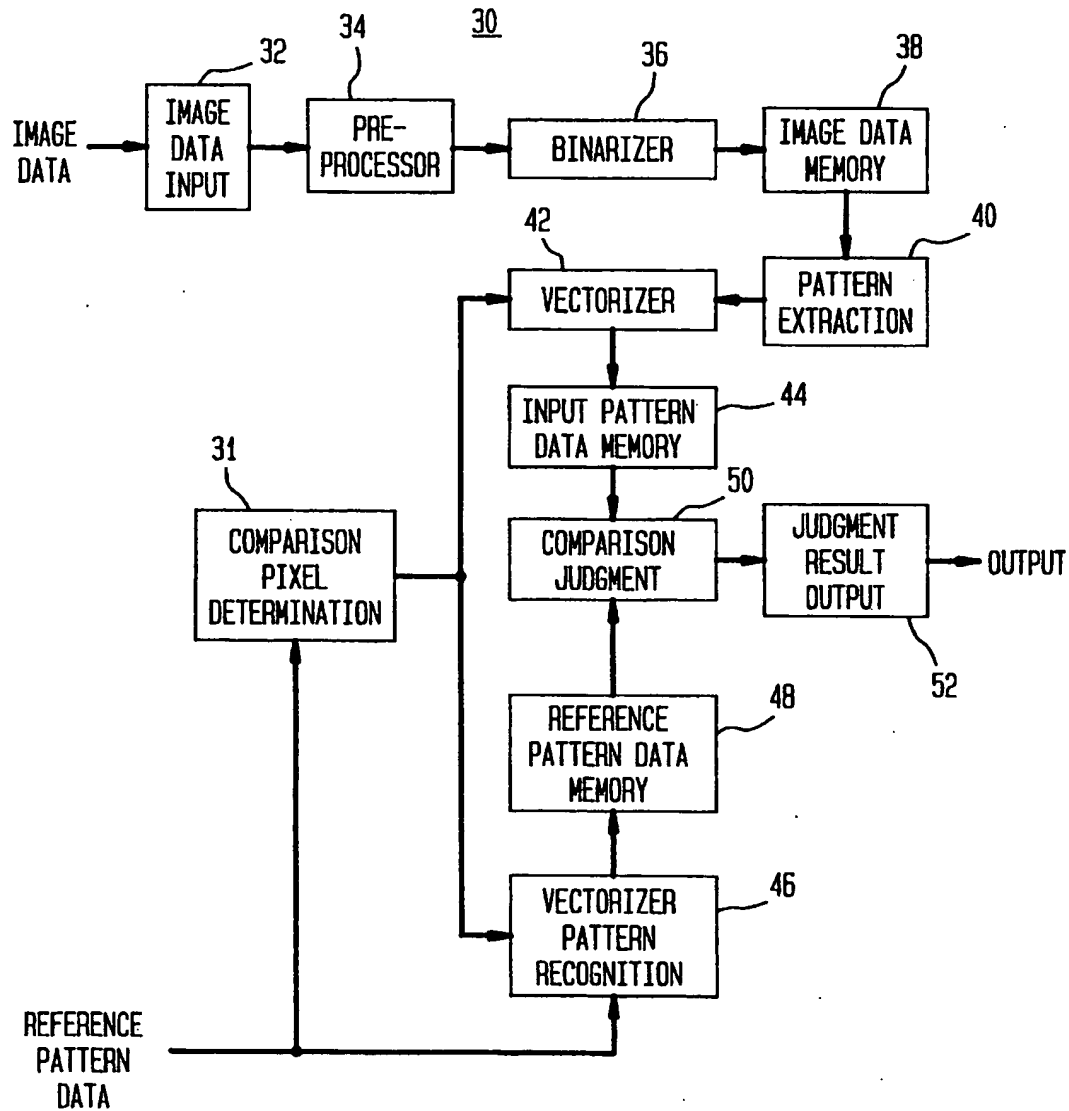 30
32
34
36
38
IMAGE
DATA
IMAGE
DATA
INPUT
PRE-
PROCESSOR
BINARIZER
IMAGE DATA
MEMORY
42
40
VECTORIZER
PATTERN
EXTRACTION
44
INPUT PATTERN
DATA MEMORY
31
50
COMPARISON
PIXEL
DETERMINATION
COMPARISON
JUDGMENT
JUDGMENT
RESULT
OUTPUT
OUTPUT
52
48
REFERENCE
PATTERN DATA
MEMORY
46
VECTORIZER
PATTERN
RECOGNITION
REFERENCE
PATTERN
DATA